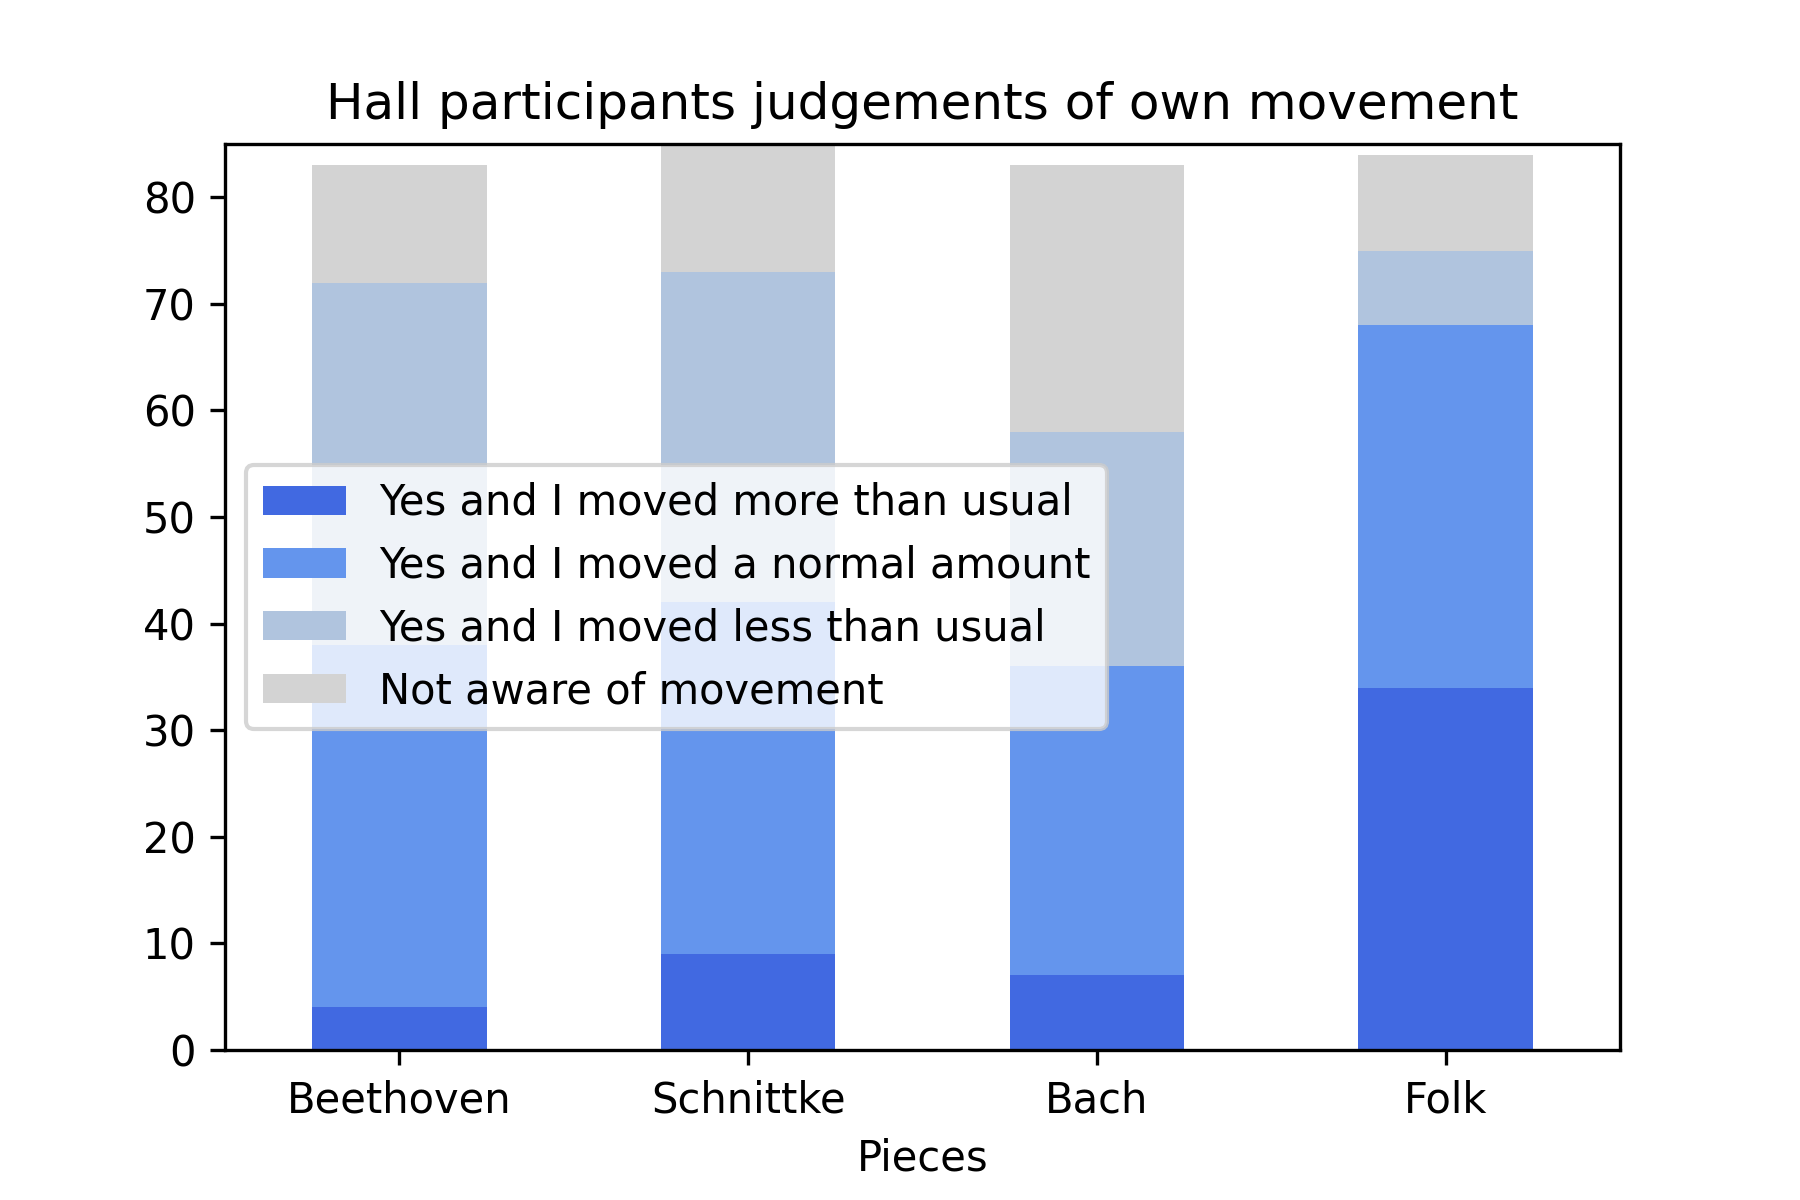 Hall participants judgements of own movement
80
70
60
50
40
30
20
10
0
Yes and I moved more than usual
Yes and I moved a normal amount
Yes and I moved less than usual
Not aware of movement
Beethoven Schnittke Bach Folk
Pieces